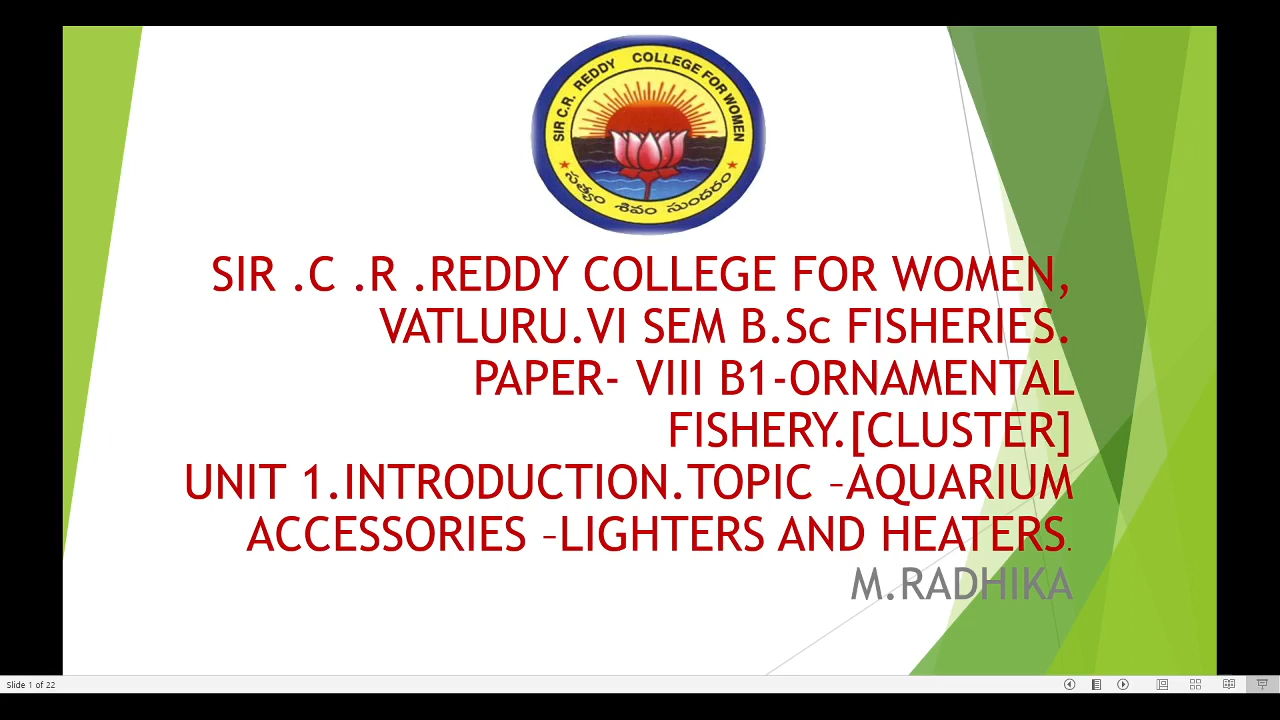 SIR C.R. REDDY COLLEGE FOR WOMEN
సత్యం శివం సుందరం
SIR .C .R .REDDY COLLEGE FOR WOMEN,
VATLURU.VI SEM B.Sc FISHERIES.
PAPER- VIII B1-ORNAMENTAL
FISHERY.[CLUSTER]
UNIT 1.INTRODUCTION.TOPIC –AQUARIUM
ACCESSORIES –LIGHTERS AND HEATERS.
M.RADHIKA
Slide 1 of 22